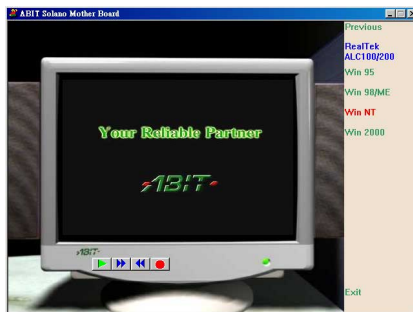 ABIT Solano Mother Board
Previous
RealTek
ALC100/200
Win 95
Win 98/ME
Win NT
Win 2000
Your Reliable Partner
ABIT
ABIT
Exit